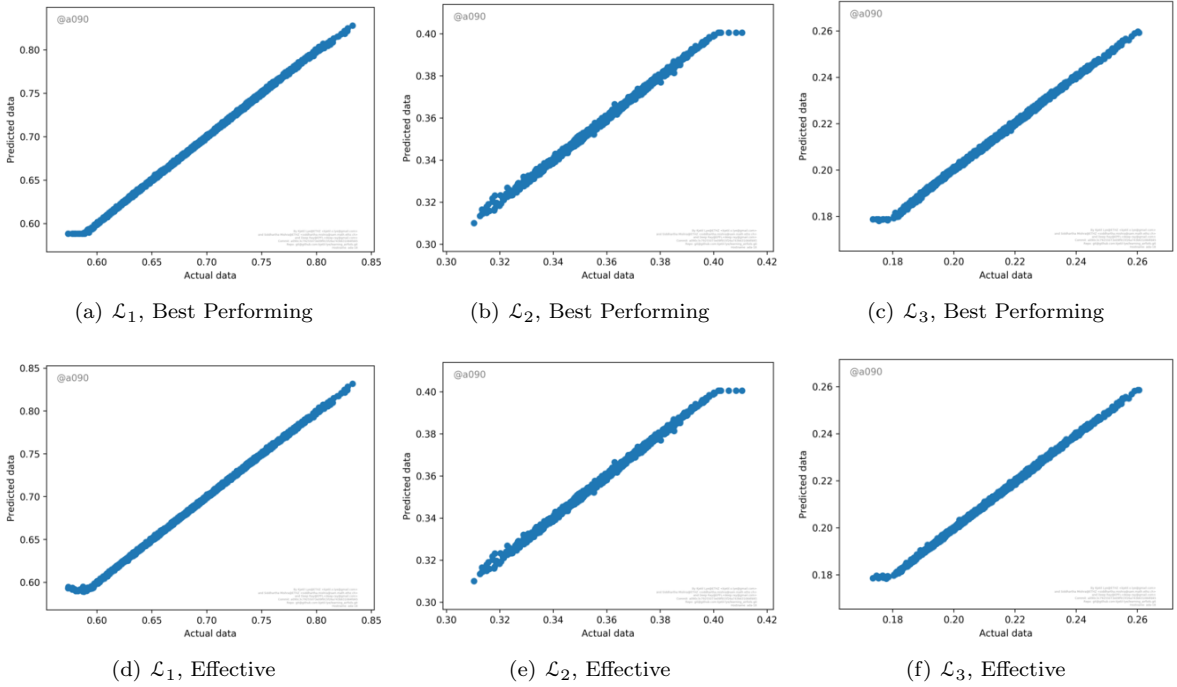 @a090
0.80
0.75
0.70
0.65
0.60
Predicted data
0.60 0.65 0.70 0.75 0.80 0.85
Actual data
(a) ℒ₁, Best Performing
@a090
0.40
0.38
0.36
0.34
0.32
0.30
Predicted data
0.30 0.32 0.34 0.36 0.38 0.40 0.42
Actual data
(b) ℒ₂, Best Performing
@a090
0.26
0.24
0.22
0.20
0.18
Predicted data
0.18 0.20 0.22 0.24 0.26
Actual data
(c) ℒ₃, Best Performing
@a090
0.85
0.80
0.75
0.70
0.65
0.60
Predicted data
0.60 0.65 0.70 0.75 0.80 0.85
Actual data
(d) ℒ₁, Effective
@a090
0.40
0.38
0.36
0.34
0.32
0.30
Predicted data
0.30 0.32 0.34 0.36 0.38 0.40 0.42
Actual data
(e) ℒ₂, Effective
@a090
0.26
0.24
0.22
0.20
0.18
Predicted data
0.18 0.20 0.22 0.24 0.26
Actual data
(f) ℒ₃, Effective